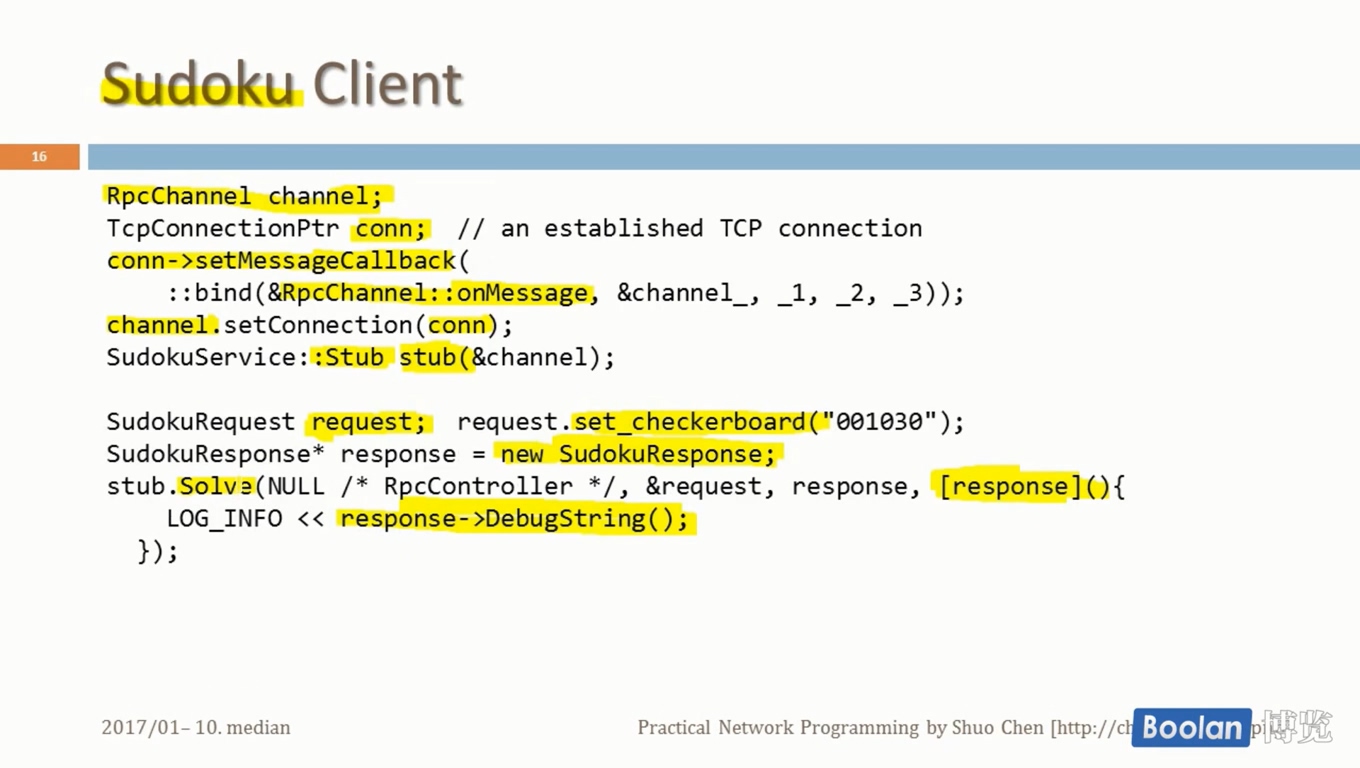 Sudoku Client
16
RpcChannel channel;
TcpConnectionPtr conn;  // an established TCP connection
conn->setMessageCallback(
    ::bind(&RpcChannel::onMessage, &channel_, _1, _2, _3));
channel.setConnection(conn);
SudokuService::Stub stub(&channel);
SudokuRequest request;  request.set_checkerboard("001030");
SudokuResponse* response = new SudokuResponse;
stub.Solve(NULL /* RpcController */, &request, response, [response](){
    LOG_INFO << response->DebugString();
  });
2017/01– 10. median
Practical Network Programming by Shuo Chen [http://ch
Boolan 博览